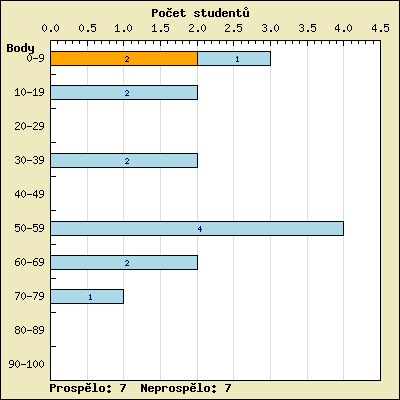 Počet studentů
0.0 0.5 1.0 1.5 2.0 2.5 3.0 3.5 4.0 4.5
Body
0-9 2 1
10-19 2
20-29
30-39 2
40-49
50-59 4
60-69 2
70-79 1
80-89
90-100
Prospělo: 7 Neprospělo: 7